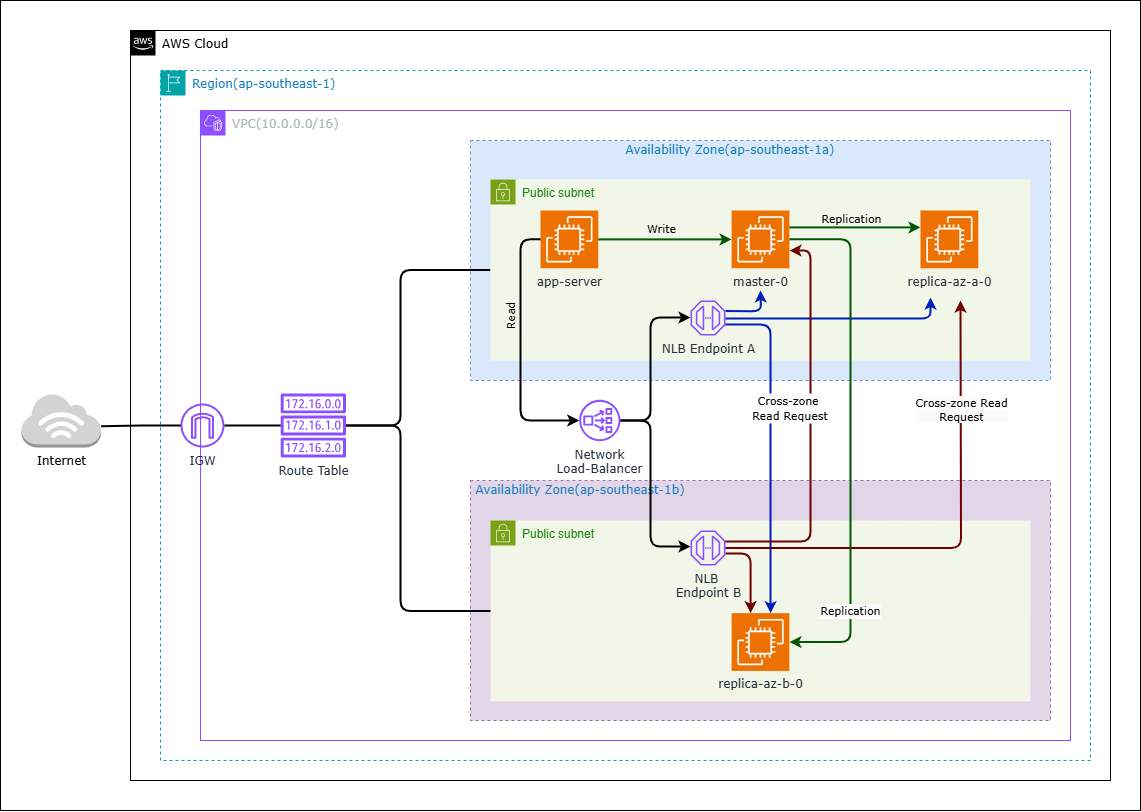 aws
AWS Cloud
Region(ap-southeast-1)
VPC(10.0.0.0/16)
Availability Zone(ap-southeast-1a)
Public subnet
app-server
Write
master-0
Replication
replica-az-a-0
Read
NLB Endpoint A
Cross-zone
Read Request
Cross-zone Read
Request
Internet
IGW
172.16.0.0
172.16.1.0
172.16.2.0
Route Table
Network
Load-Balancer
Availability Zone(ap-southeast-1b)
Public subnet
NLB
Endpoint B
Replication
replica-az-b-0